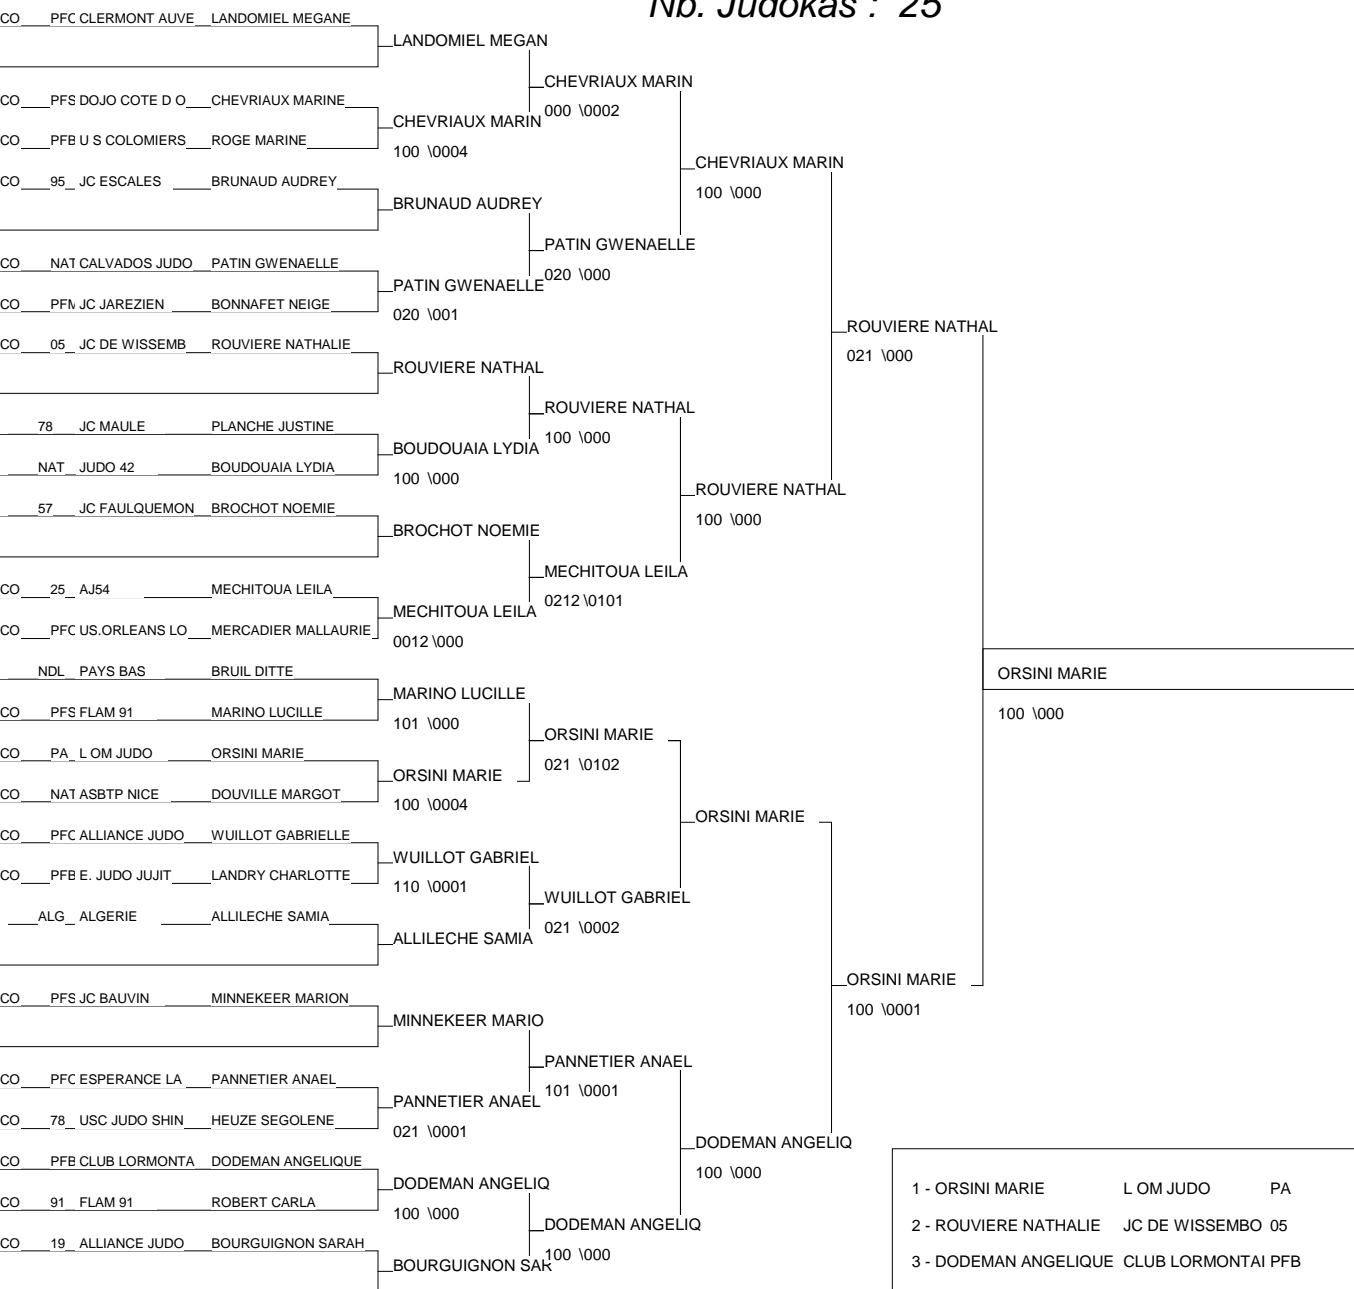 Nb. Judokas : 25
CO PFC CLERMONT AUVE LANDOMIEL MEGANE
LANDOMIEL MEGAN
CHEVRIAUX MARIN
000 \0002
CO PFS DOJO COTE D O CHEVRIAUX MARINE
CHEVRIAUX MARIN
100 \0004
CO PFB U S COLOMIERS ROGE MARINE
CHEVRIAUX MARIN
100 \000
CO 95 JC ESCALES BRUNAUD AUDREY
BRUNAUD AUDREY
PATIN GWENAELLE
020 \000
CO NAT CALVADOS JUDO PATIN GWENAELLE
PATIN GWENAELLE
020 \001
CO PFM JC JAREZIEN BONNAFET NEIGE
ROUVIERE NATHAL
021 \000
CO 05 JC DE WISSEMB ROUVIERE NATHALIE
ROUVIERE NATHAL
ROUVIERE NATHAL
100 \000
78 JC MAULE PLANCHE JUSTINE
BOUDOUAIA LYDIA
100 \000
NAT JUDO 42 BOUDOUAIA LYDIA
ROUVIERE NATHAL
100 \000
57 JC FAULQUEMON BROCHOT NOEMIE
BROCHOT NOEMIE
MECHITOUA LEILA
0212 \0101
CO 25 AJ54 MECHITOUA LEILA
MECHITOUA LEILA
0012 \000
CO PFC US.ORLEANS LO MERCADIER MALLAURIE
ORSINI MARIE
100 \000
NDL PAYS BAS BRUIL DITTE
MARINO LUCILLE
101 \000
CO PFS FLAM 91 MARINO LUCILLE
ORSINI MARIE
021 \0102
CO PA L OM JUDO ORSINI MARIE
ORSINI MARIE
100 \0004
CO NAT ASBTP NICE DOUVILLE MARGOT
ORSINI MARIE
CO PFC ALLIANCE JUDO WUILLOT GABRIELLE
WUILLOT GABRIEL
110 \0001
CO PFB E. JUDO JUJIT LANDRY CHARLOTTE
WUILLOT GABRIEL
021 \0002
ALG ALGERIE ALLILECHE SAMIA
ALLILECHE SAMIA
ORSINI MARIE
100 \0001
CO PFS JC BAUVIN MINNEKEER MARION
MINNEKEER MARIO
PANNETIER ANAEL
101 \0001
CO PFC ESPERANCE LA PANNETIER ANAEL
PANNETIER ANAEL
021 \0001
CO 78 USC JUDO SHIN HEUZE SEGOLENE
DODEMAN ANGELIQ
100 \000
CO PFB CLUB LORMONTA DODEMAN ANGELIQUE
DODEMAN ANGELIQ
100 \000
CO 91 FLAM 91 ROBERT CARLA
DODEMAN ANGELIQ
100 \000
CO 19 ALLIANCE JUDO BOURGUIGNON SARAH
BOURGUIGNON SAR
1 - ORSINI MARIE L OM JUDO PA
2 - ROUVIERE NATHALIE JC DE WISSEMBO 05
3 - DODEMAN ANGELIQUE CLUB LORMONTAI PFB